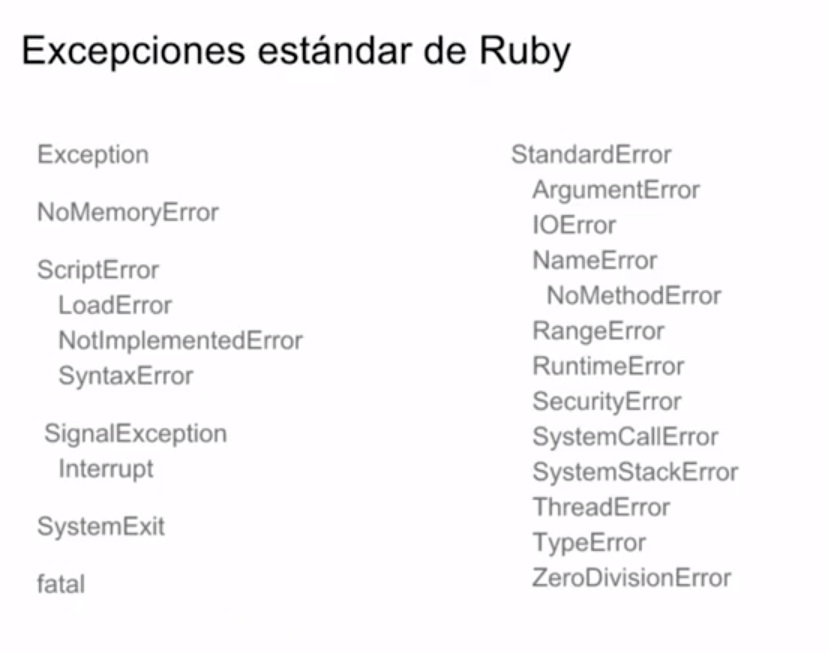 Excepciones estándar de Ruby
Exception
NoMemoryError
ScriptError
LoadError
NotImplementedError
SyntaxError
SignalException
Interrupt
SystemExit
fatal
StandardError
ArgumentError
IOError
NameError
NoMethodError
RangeError
RuntimeError
SecurityError
SystemCallError
SystemStackError
ThreadError
TypeError
ZeroDivisionError